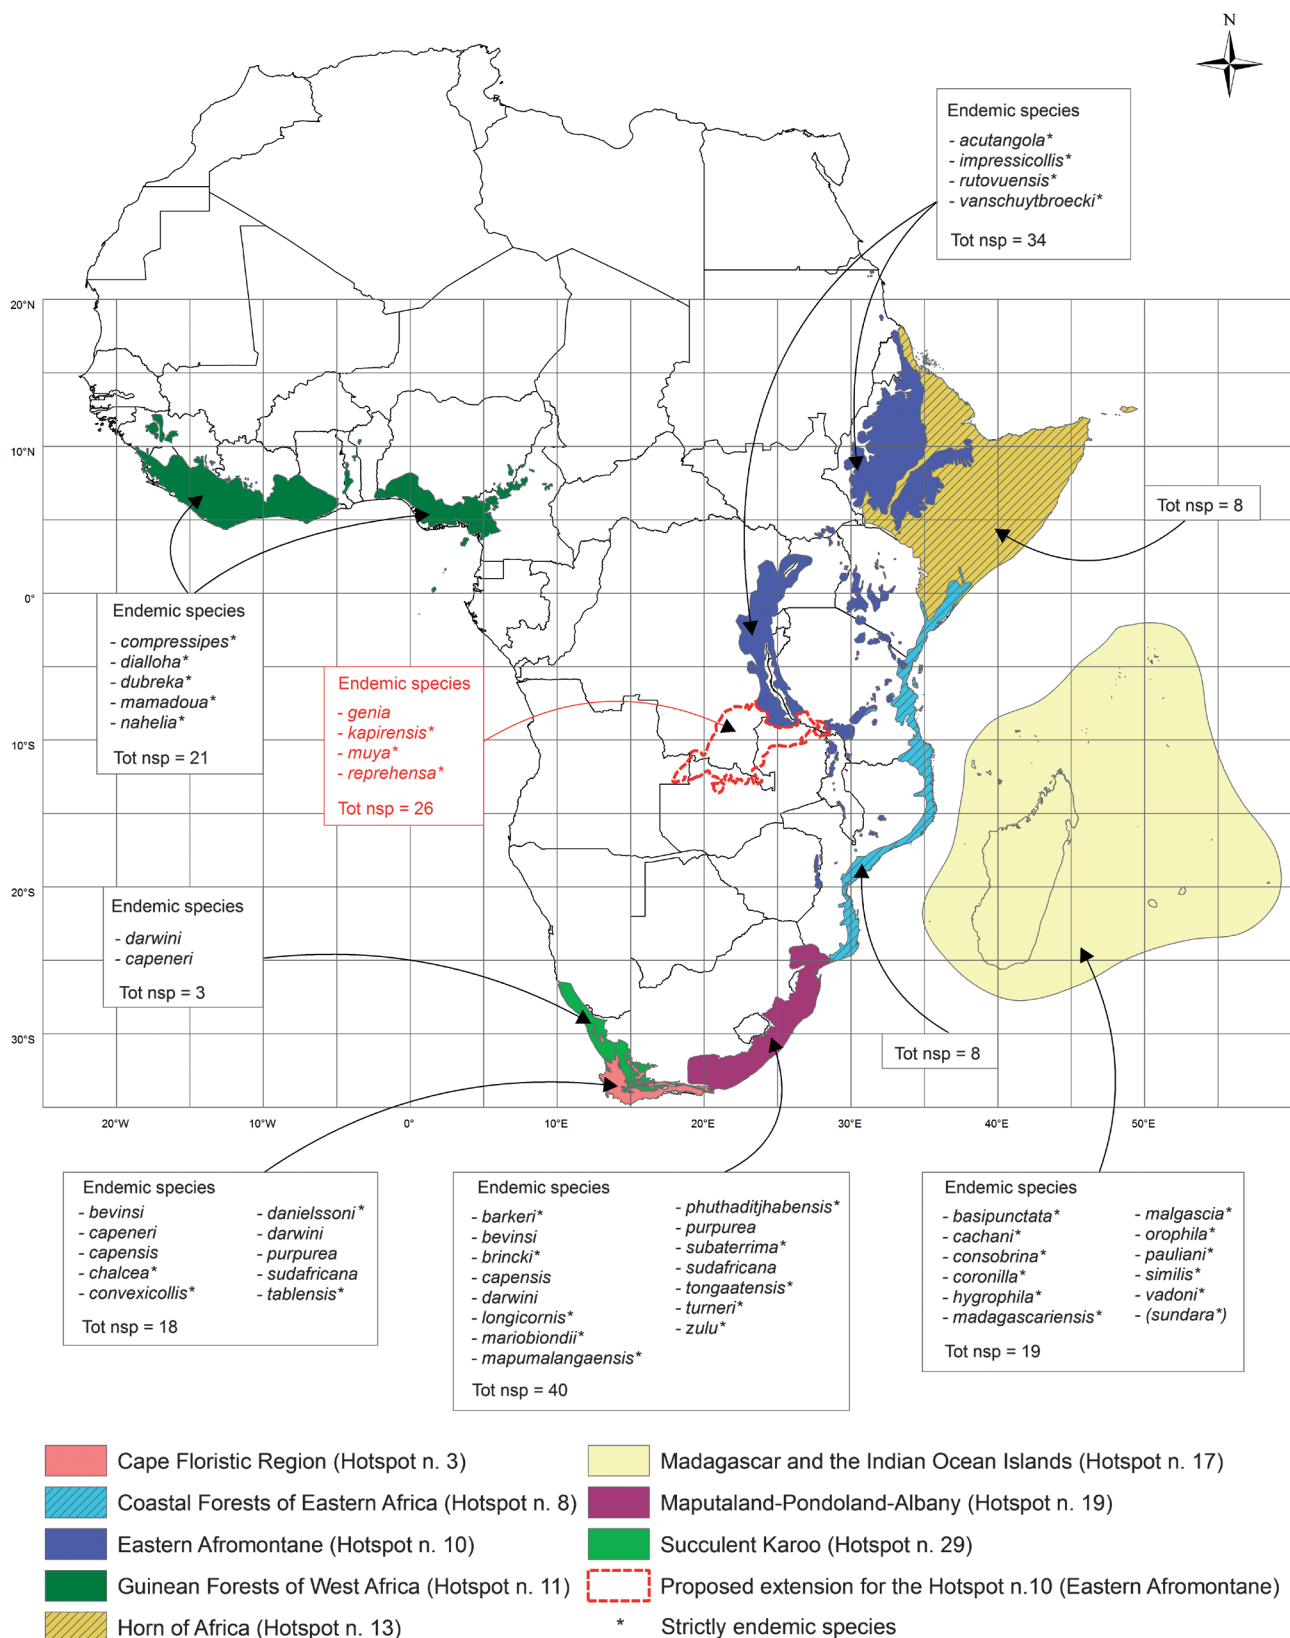 N
Endemic species
- acutangola*
- impressicollis*
- rutovuensis*
- vanschuytbroecki*
Tot nsp = 34
20°N
10°N
0°
10°S
20°S
30°S
Tot nsp = 8
Endemic species
- compressipes*
- dialloha*
- dubreka*
- mamadoua*
- nahelia*
Tot nsp = 21
Endemic species
- genia
- kapirensis*
- muya*
- reprehensa*
Tot nsp = 26
Endemic species
- darwini
- capeneri
Tot nsp = 3
Tot nsp = 8
20°W
10°W
0°
10°E
20°E
30°E
40°E
50°E
Endemic species
- bevinsi
- capeneri
- capensis
- chalcea*
- convexicollis*
- danielssoni*
- darwini
- purpurea
- sudafricana
- tablensis*
Tot nsp = 18
Endemic species
- barkeri*
- bevinsi
- brincki*
- capensis
- darwini
- longicornis*
- mariobiondii*
- mapumalangaensis*
- phuthaditjhabensis*
- purpurea
- subaterrima*
- sudafricana
- tongaatensis*
- turneri*
- zulu*
Tot nsp = 40
Endemic species
- basipunctata*
- cachani*
- consobrina*
- coronilla*
- hygrophila*
- madagascariensis*
- malgascia*
- orophila*
- pauliani*
- similis*
- vadoni*
- (sundara*)
Tot nsp = 19
Cape Floristic Region (Hotspot n. 3)
Coastal Forests of Eastern Africa (Hotspot n. 8)
Eastern Afromontane (Hotspot n. 10)
Guinean Forests of West Africa (Hotspot n. 11)
Horn of Africa (Hotspot n. 13)
Madagascar and the Indian Ocean Islands (Hotspot n. 17)
Maputaland-Pondoland-Albany (Hotspot n. 19)
Succulent Karoo (Hotspot n. 29)
Proposed extension for the Hotspot n.10 (Eastern Afromontane)
* Strictly endemic species